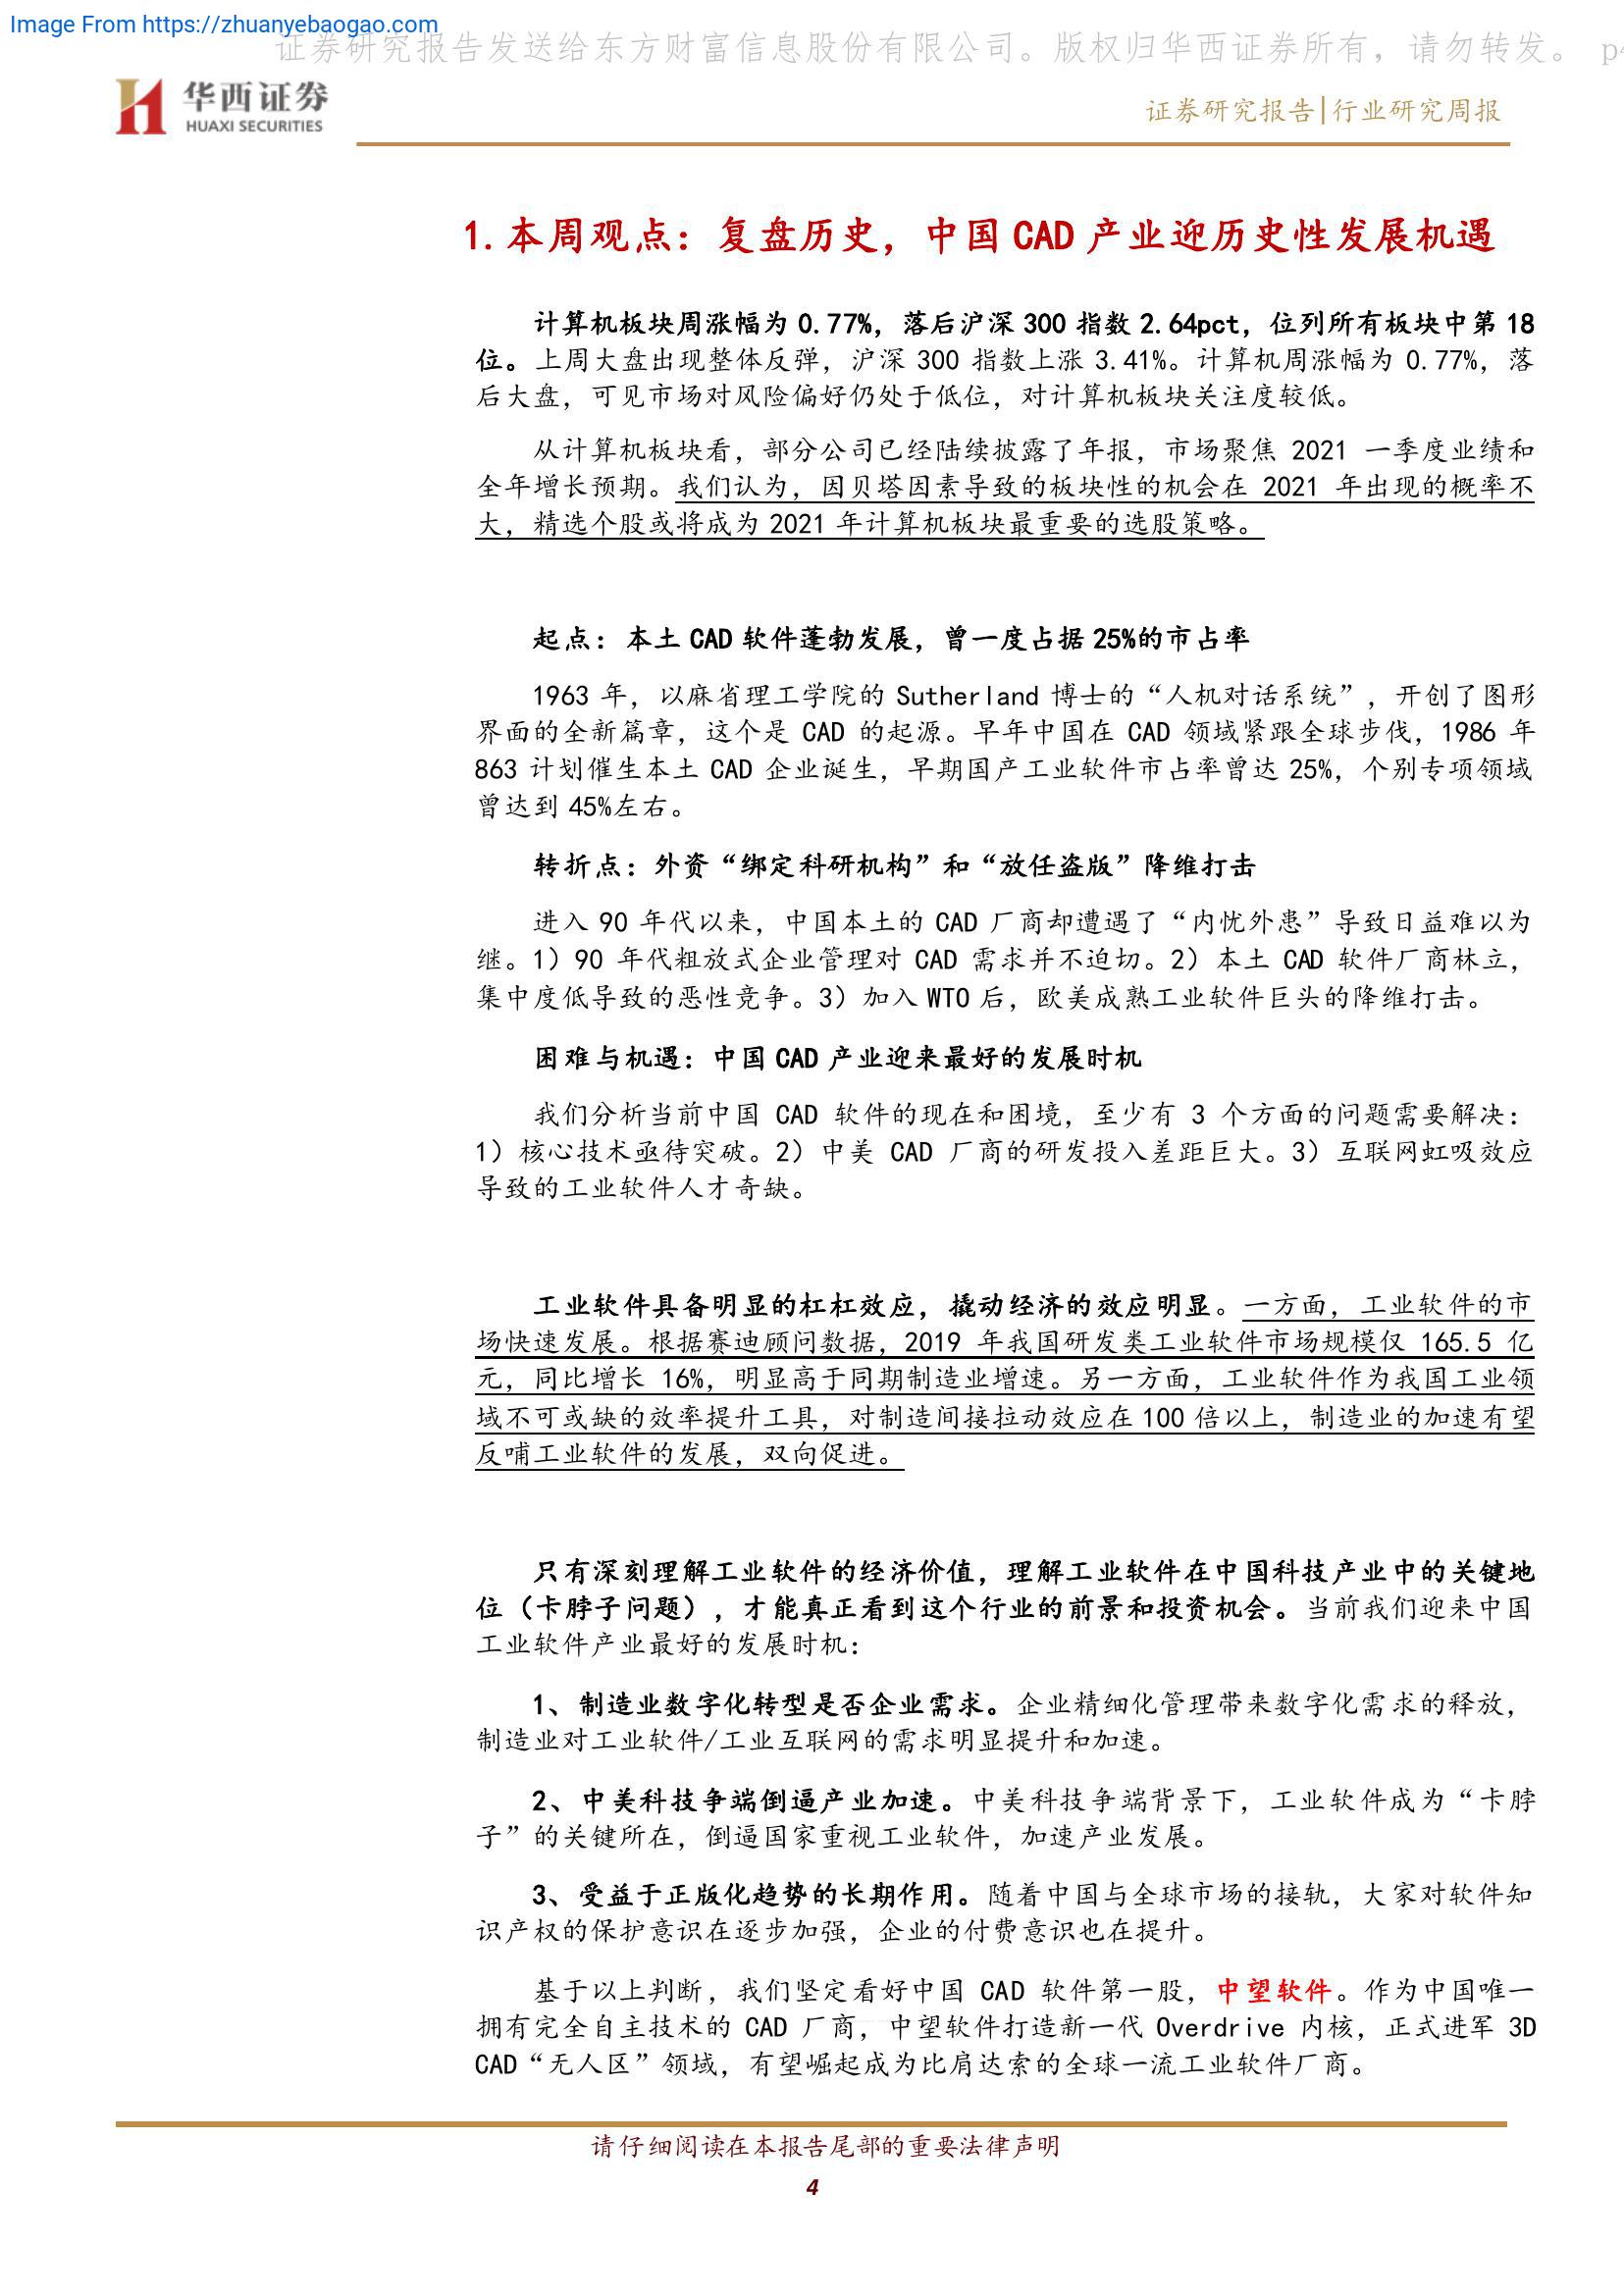 Image From https://zhuanyebaogao.com
证券研究报告发送给东方财富信息股份有限公司。版权归华西证券所有，请勿转发。 p4
华西证券
HUAXI SECURITIES
证券研究报告|行业研究周报
1.本周观点：复盘历史，中国 CAD 产业迎历史性发展机遇
计算机板块周涨幅为 0.77%，落后沪深 300 指数 2.64pct，位列所有板块中第 18
位。上周大盘出现整体反弹，沪深 300 指数上涨 3.41%。计算机周涨幅为 0.77%，落
后大盘，可见市场对风险偏好仍处于低位，对计算机板块关注度较低。
从计算机板块看，部分公司已经陆续披露了年报，市场聚焦 2021 一季度业绩和
全年增长预期。我们认为，因贝塔因素导致的板块性的机会在 2021 年出现的概率不
大，精选个股或将成为 2021 年计算机板块最重要的选股策略。
起点：本土 CAD 软件蓬勃发展，曾一度占据 25%的市占率
1963 年，以麻省理工学院的 Sutherland 博士的“人机对话系统”，开创了图形
界面的全新篇章，这个是 CAD 的起源。早年中国在 CAD 领域紧跟全球步伐，1986 年
863 计划催生本土 CAD 企业诞生，早期国产工业软件市占率曾达 25%，个别专项领域
曾达到 45%左右。
转折点：外资“绑定科研机构”和“放任盗版”降维打击
进入 90 年代以来，中国本土的 CAD 厂商却遭遇了“内忧外患”导致日益难以为
继。1）90 年代粗放式企业管理对 CAD 需求并不迫切。2）本土 CAD 软件厂商林立，
集中度低导致的恶性竞争。3）加入 WTO 后，欧美成熟工业软件巨头的降维打击。
困难与机遇：中国 CAD 产业迎来最好的发展时机
我们分析当前中国 CAD 软件的现在和困境，至少有 3 个方面的问题需要解决：
1）核心技术亟待突破。2）中美 CAD 厂商的研发投入差距巨大。3）互联网虹吸效应
导致的工业软件人才奇缺。
工业软件具备明显的杠杠效应，撬动经济的效应明显。一方面，工业软件的市
场快速发展。根据赛迪顾问数据，2019 年我国研发类工业软件市场规模仅 165.5 亿
元，同比增长 16%，明显高于同期制造业增速。另一方面，工业软件作为我国工业领
域不可或缺的效率提升工具，对制造间接拉动效应在 100 倍以上，制造业的加速有望
反哺工业软件的发展，双向促进。
只有深刻理解工业软件的经济价值，理解工业软件在中国科技产业中的关键地
位（卡脖子问题），才能真正看到这个行业的前景和投资机会。当前我们迎来中国
工业软件产业最好的发展时机：
1、制造业数字化转型是否企业需求。企业精细化管理带来数字化需求的释放，
制造业对工业软件/工业互联网的需求明显提升和加速。
2、中美科技争端倒逼产业加速。中美科技争端背景下，工业软件成为“卡脖
子”的关键所在，倒逼国家重视工业软件，加速产业发展。
3、受益于正版化趋势的长期作用。随着中国与全球市场的接轨，大家对软件知
识产权的保护意识在逐步加强，企业的付费意识也在提升。
基于以上判断，我们坚定看好中国 CAD 软件第一股，中望软件。作为中国唯一
拥有完全自主技术的 CAD 厂商，中望软件打造新一代 Overdrive 内核，正式进军 3D
CAD“无人区”领域，有望崛起成为比肩达索的全球一流工业软件厂商。
请仔细阅读在本报告尾部的重要法律声明
4